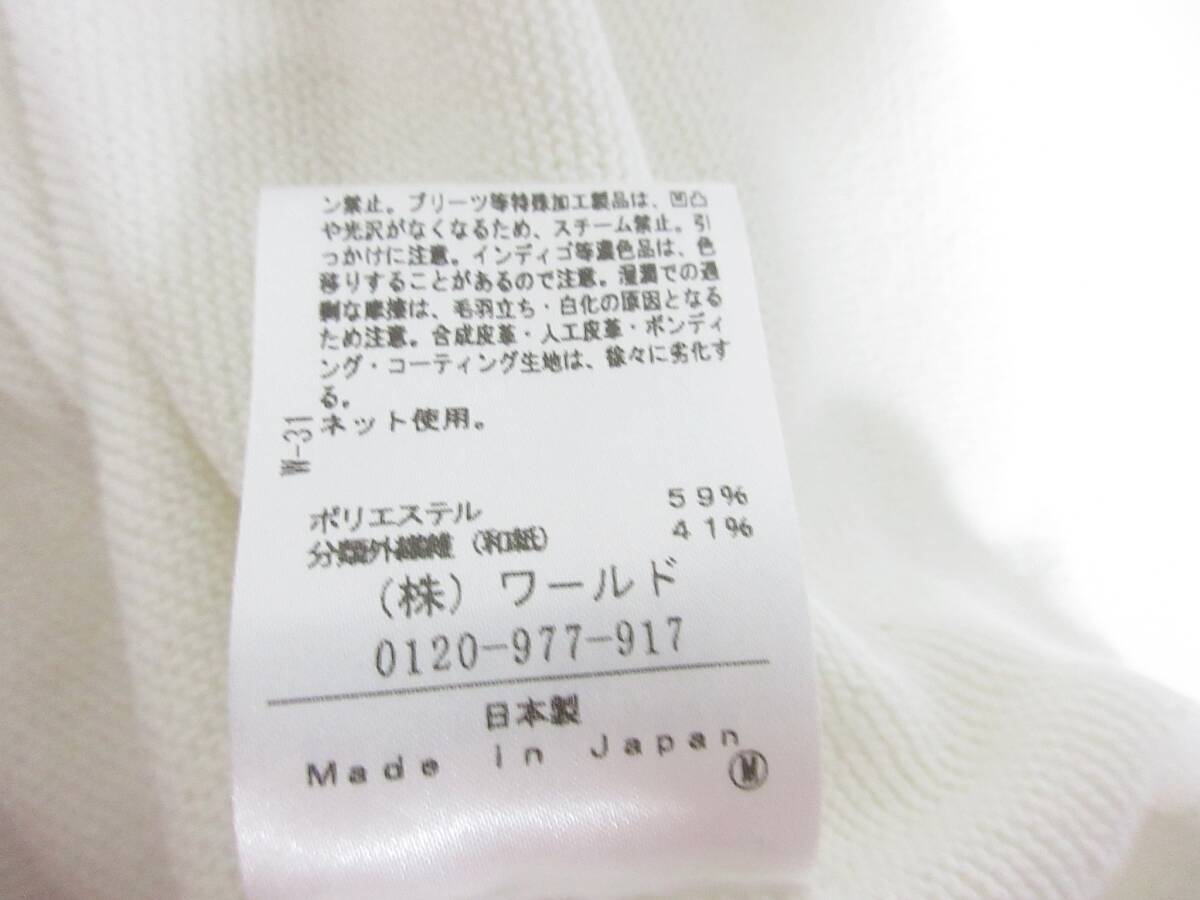 ン禁止。プリーツ等特殊加工製品は、凹凸
や光沢がなくなるため、スチーム禁止。引
っかけに注意。インディゴ等濃色品は、色
移りすることがあるので注意。湿潤での過
剰な摩擦は、毛羽立ち・白化の原因となる
ため注意。合成皮革・人工皮革・ボンディ
ング・コーティング生地は、徐々に劣化す
る。
ネット使用。
W-31
ポリエステル 59%
分類外繊維(和紙) 41%
(株)ワールド
0120-977-917
日本製
Made in Japan
Ⓜ